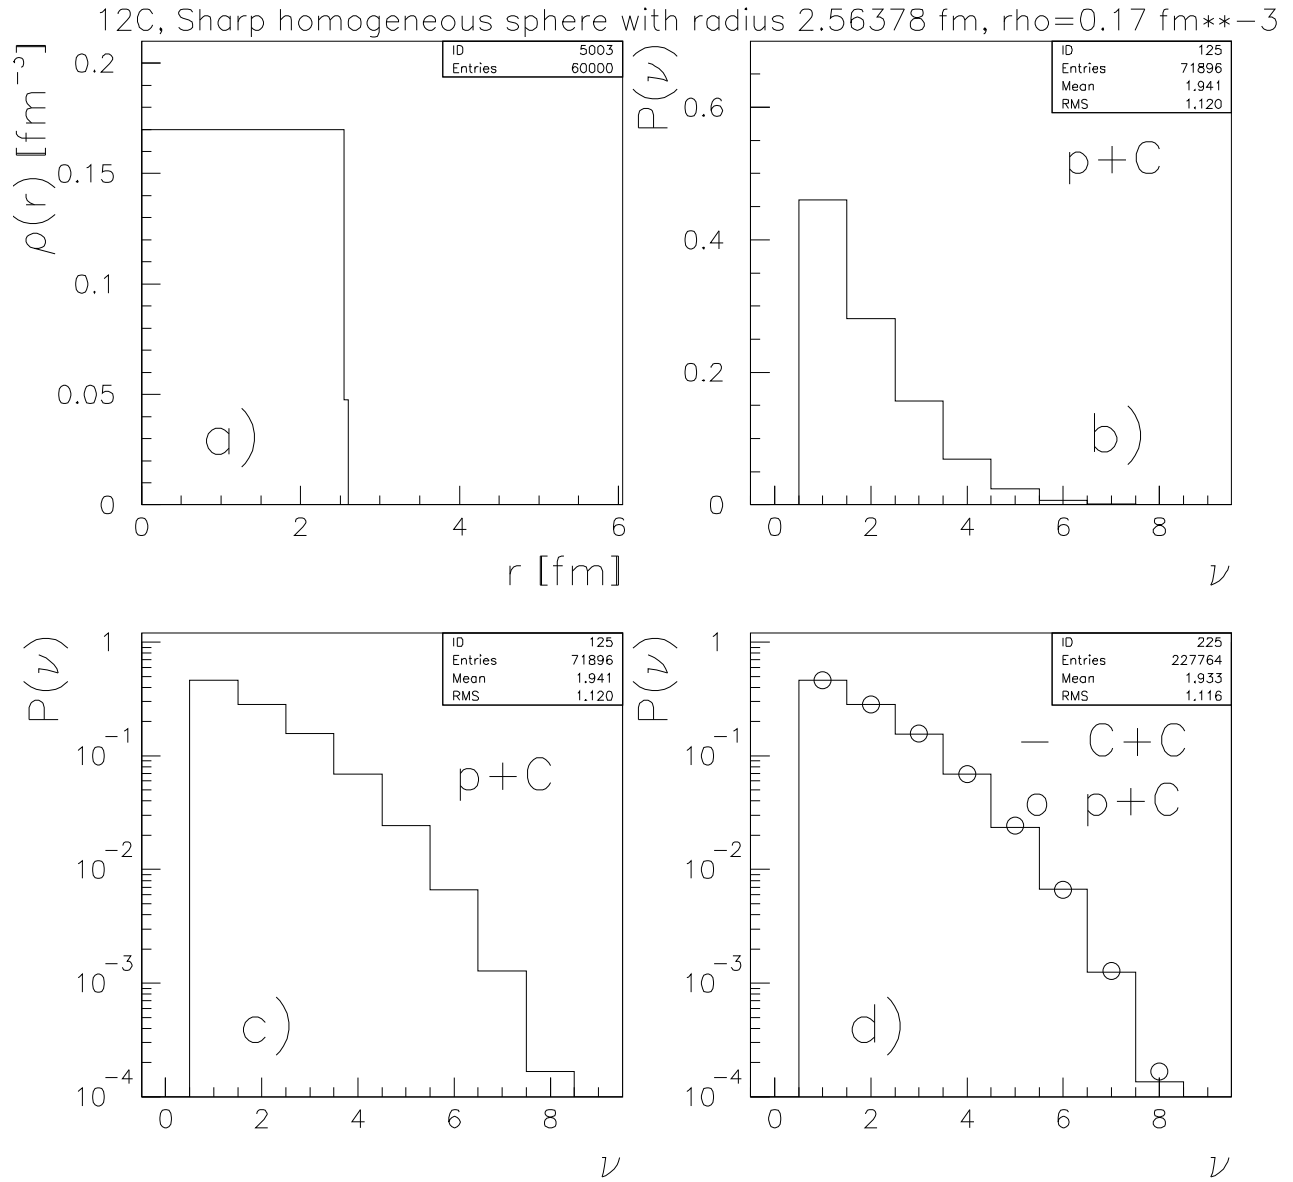 12C, Sharp homogeneous sphere with radius 2.56378 fm, rho=0.17 fm**-3
ρ(r) [fm⁻³]
ID 5003
Entries 60000
0.2
0.15
0.1
0.05
0
a)
0 2 4 6
r [fm]
P(ν)
ID 125
Entries 71896
Mean 1.941
RMS 1.120
p+C
0.6
0.4
0.2
0
b)
0 2 4 6 8
ν
P(ν)
ID 125
Entries 71896
Mean 1.941
RMS 1.120
p+C
1
10⁻¹
10⁻²
10⁻³
10⁻⁴
c)
0 2 4 6 8
ν
P(ν)
ID 225
Entries 227764
Mean 1.933
RMS 1.116
– C+C
o p+C
1
10⁻¹
10⁻²
10⁻³
10⁻⁴
d)
0 2 4 6 8
ν